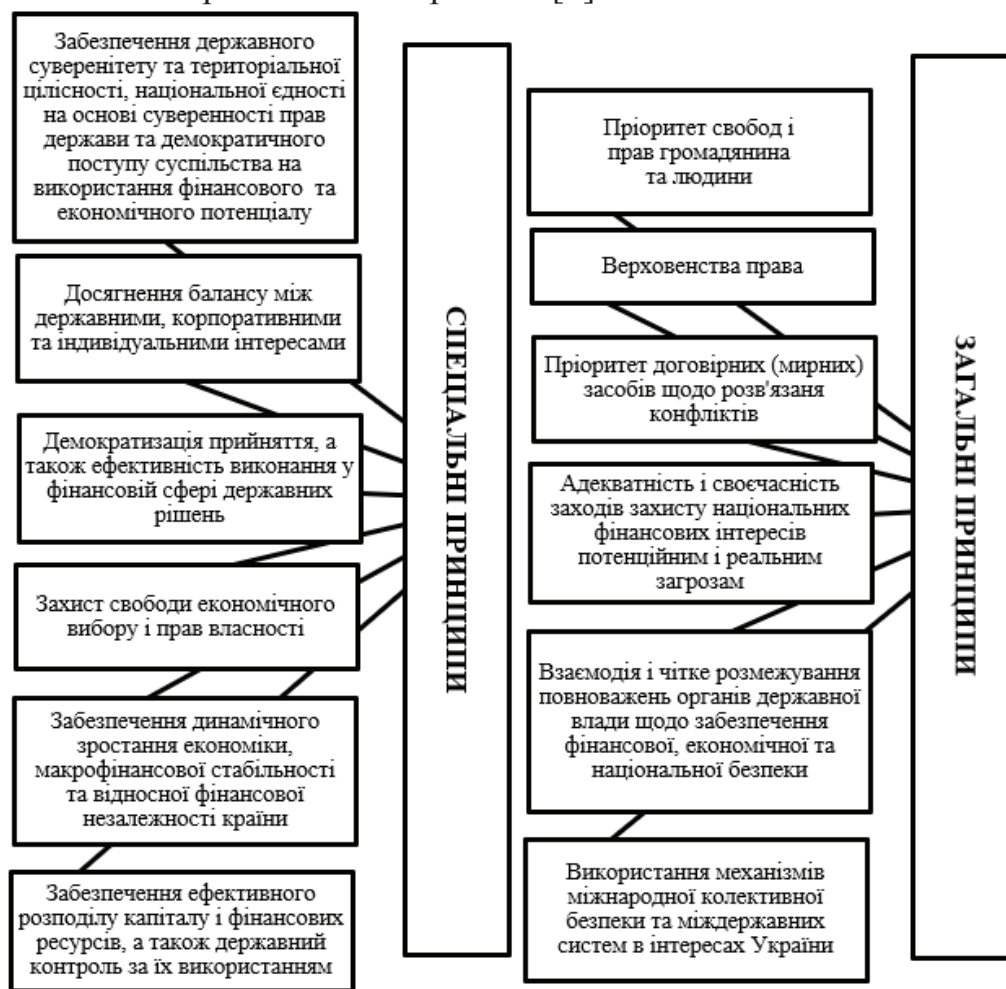 Забезпечення державного
суверенітету та територіальної
цілісності, національної єдності
на основі суверенності прав
держави та демократичного
поступу суспільства на
використання фінансового та
економічного потенціалу
Досягнення балансу між
державними, корпоративними
та індивідуальними інтересами
Демократизація прийняття, а
також ефективність виконання у
фінансовій сфері державних
рішень
Захист свободи економічного
вибору і прав власності
Забезпечення динамічного
зростання економіки,
макрофінансової стабільності
та відносної фінансової
незалежності країни
Забезпечення ефективного
розподілу капіталу і фінансових
ресурсів, а також державний
контроль за їх використанням
СПЕЦІАЛЬНІ ПРИНЦИПИ
Пріоритет свобод і
прав громадянина
та людини
Верховенства права
Пріоритет договірних (мирних)
засобів щодо розв'язаня
конфліктів
Адекватність і своєчасність
заходів захисту національних
фінансових інтересів
потенційним і реальним
загрозам
Взаємодія і чітке розмежування
повноважень органів державної
влади щодо забезпечення
фінансової, економічної та
національної безпеки
Використання механізмів
міжнародної колективної
безпеки та міждержавних
систем в інтересах України
ЗАГАЛЬНІ ПРИНЦИПИ